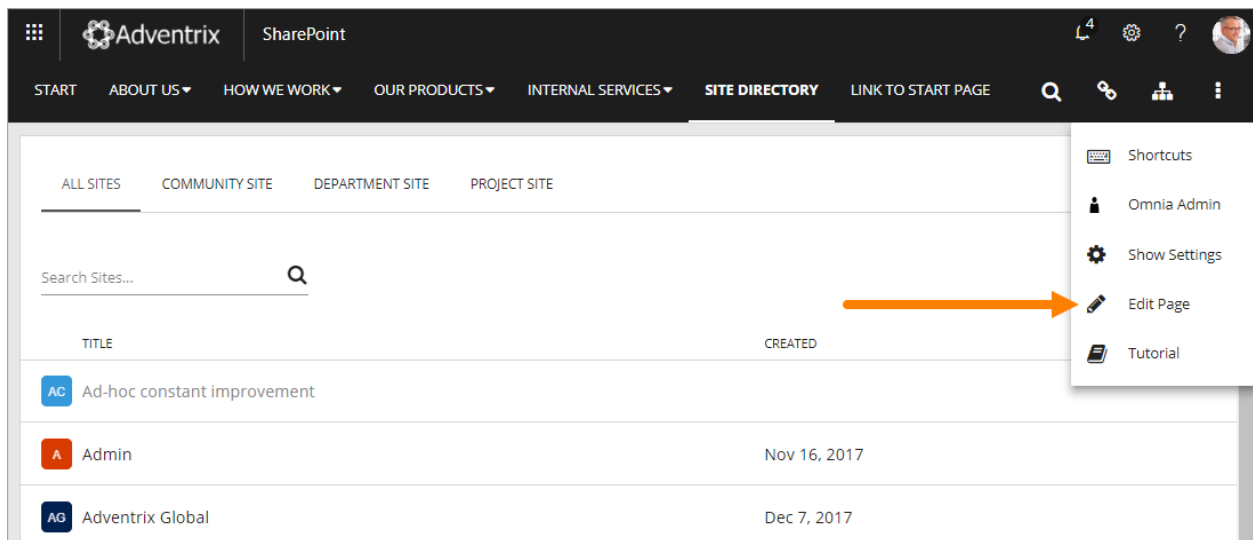 Adventrix SharePoint 4 ?
START ABOUT US HOW WE WORK OUR PRODUCTS INTERNAL SERVICES SITE DIRECTORY LINK TO START PAGE
Shortcuts
Omnia Admin
Show Settings
Edit Page
Tutorial
ALL SITES COMMUNITY SITE DEPARTMENT SITE PROJECT SITE
Search Sites...
TITLE CREATED
AC Ad-hoc constant improvement
A Admin Nov 16, 2017
AG Adventrix Global Dec 7, 2017